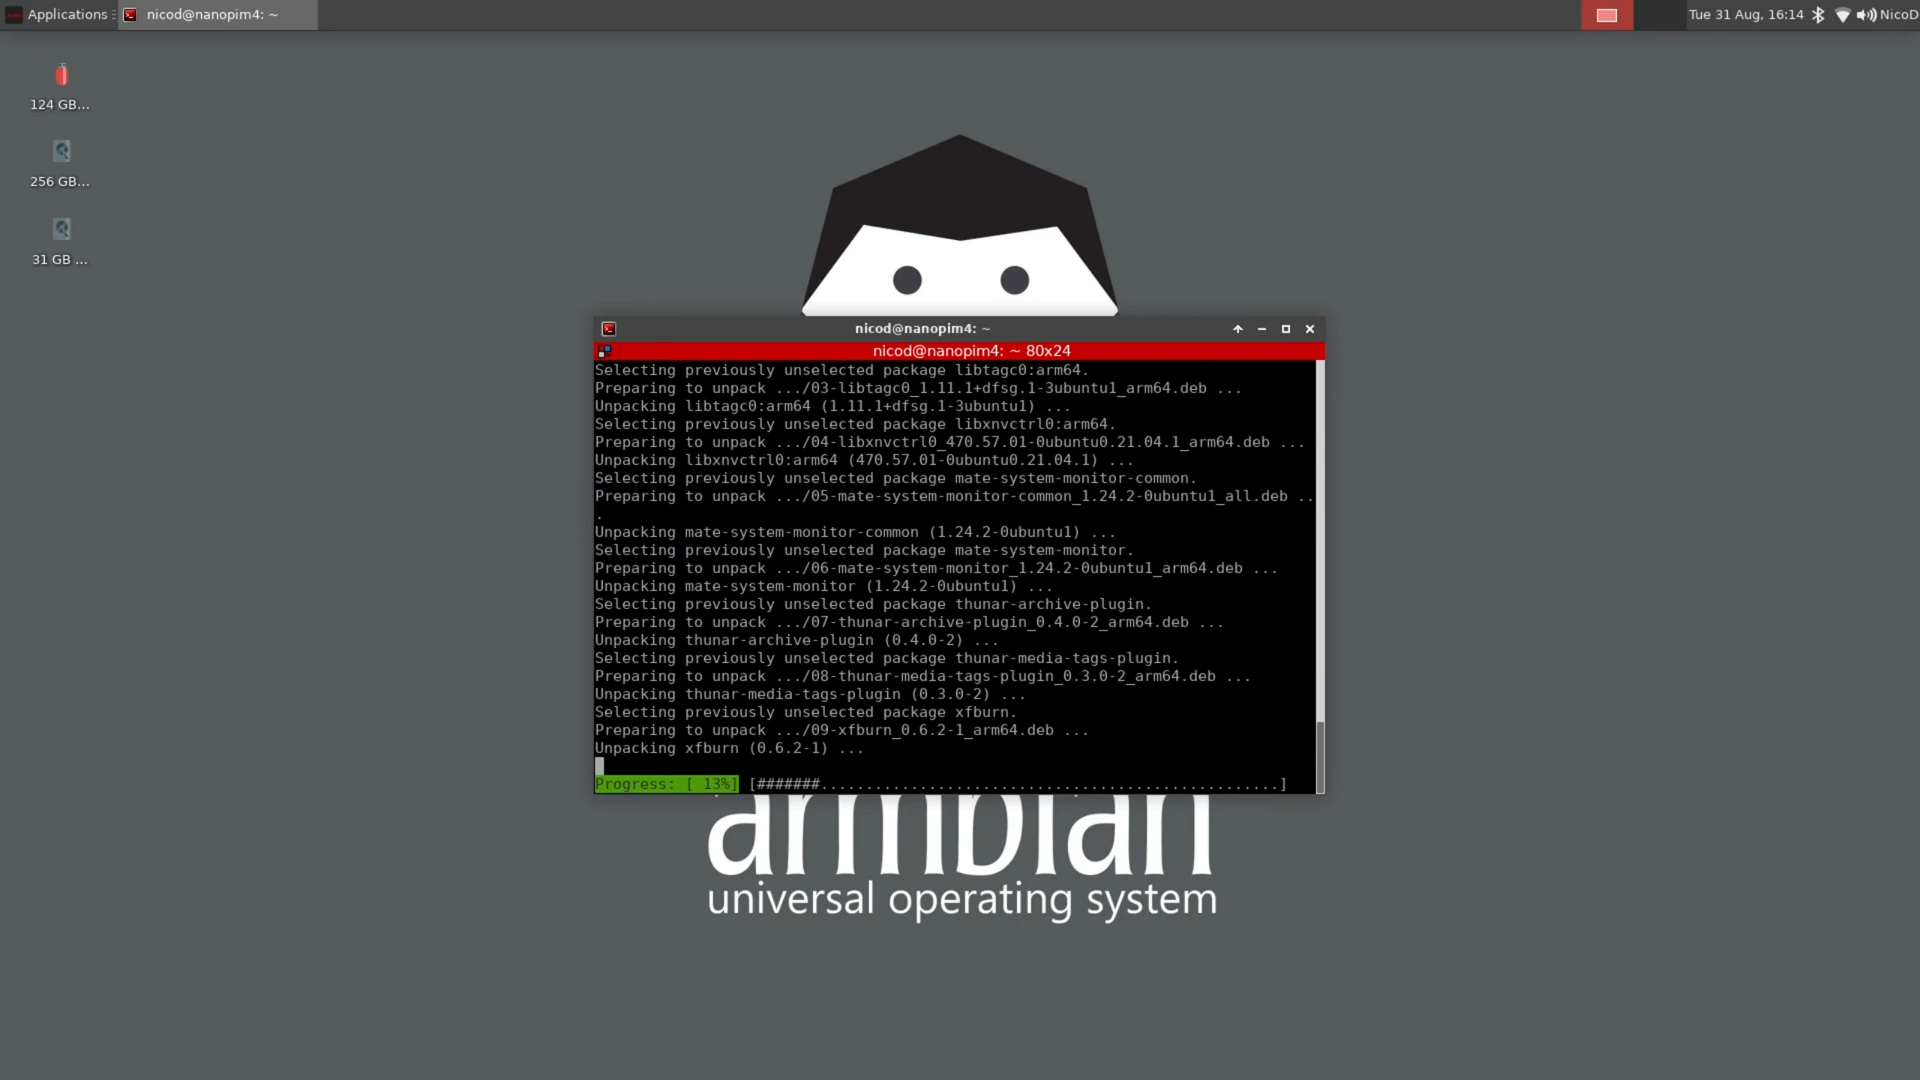 Applications
nicod@nanopim4: ~
Tue 31 Aug, 16:14
NicoD
124 GB...
256 GB...
31 GB ...
nicod@nanopim4: ~
nicod@nanopim4: ~ 80x24
Selecting previously unselected package libtagc0:arm64.
Preparing to unpack .../03-libtagc0_1.11.1+dfsg.1-3ubuntu1_arm64.deb ...
Unpacking libtagc0:arm64 (1.11.1+dfsg.1-3ubuntu1) ...
Selecting previously unselected package libxnvctrl0:arm64.
Preparing to unpack .../04-libxnvctrl0_470.57.01-0ubuntu0.21.04.1_arm64.deb ...
Unpacking libxnvctrl0:arm64 (470.57.01-0ubuntu0.21.04.1) ...
Selecting previously unselected package mate-system-monitor-common.
Preparing to unpack .../05-mate-system-monitor-common_1.24.2-0ubuntu1_all.deb ..
.
Unpacking mate-system-monitor-common (1.24.2-0ubuntu1) ...
Selecting previously unselected package mate-system-monitor.
Preparing to unpack .../06-mate-system-monitor_1.24.2-0ubuntu1_arm64.deb ...
Unpacking mate-system-monitor (1.24.2-0ubuntu1) ...
Selecting previously unselected package thunar-archive-plugin.
Preparing to unpack .../07-thunar-archive-plugin_0.4.0-2_arm64.deb ...
Unpacking thunar-archive-plugin (0.4.0-2) ...
Selecting previously unselected package thunar-media-tags-plugin.
Preparing to unpack .../08-thunar-media-tags-plugin_0.3.0-2_arm64.deb ...
Unpacking thunar-media-tags-plugin (0.3.0-2) ...
Selecting previously unselected package xfburn.
Preparing to unpack .../09-xfburn_0.6.2-1_arm64.deb ...
Unpacking xfburn (0.6.2-1) ...
Progress: [ 13%] [#######...................................................]
armbian
universal operating system